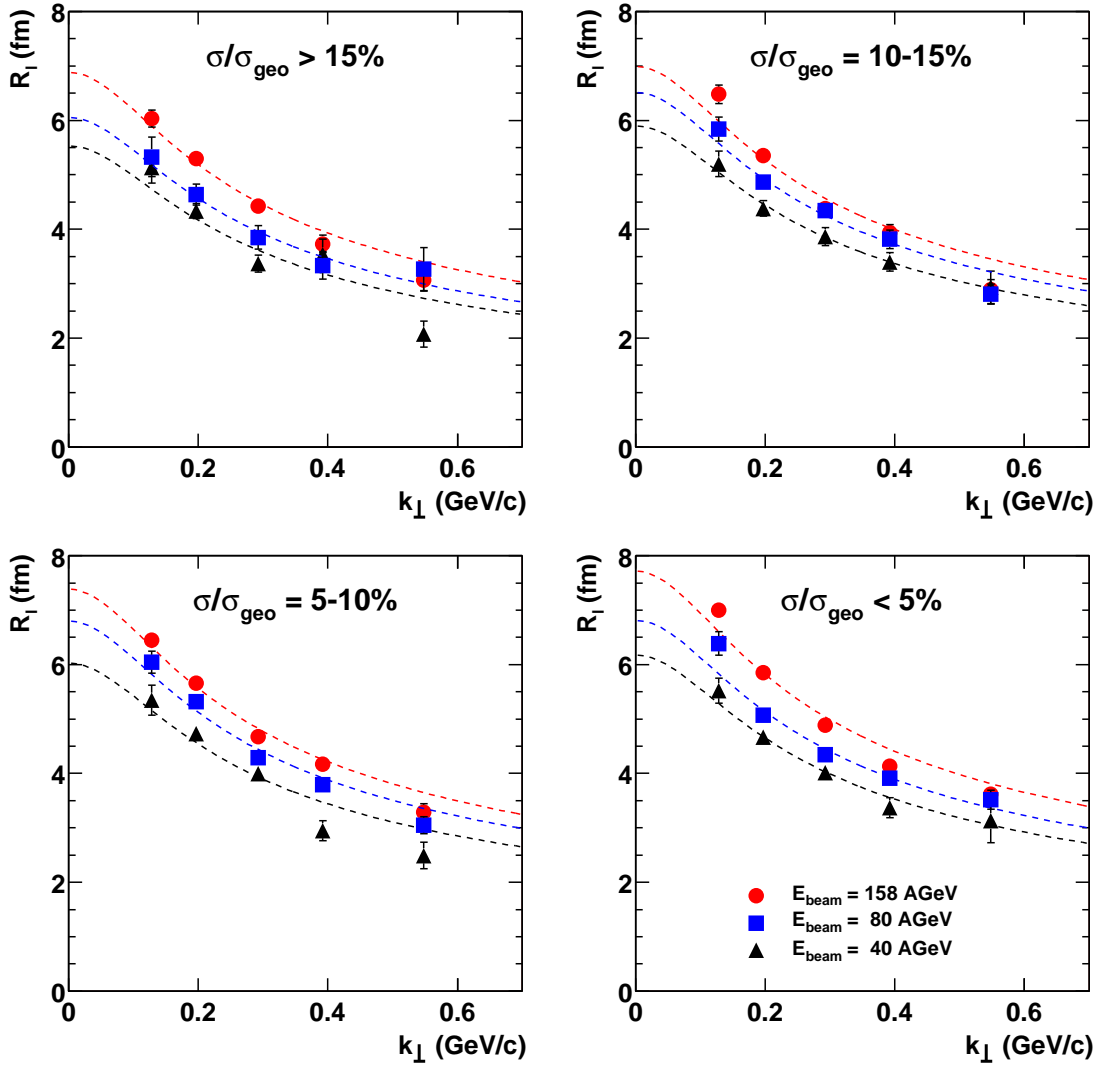 R_l (fm)
σ/σ_geo > 15%
8
6
4
2
0
0 0.2 0.4 0.6
k_⊥ (GeV/c)
R_l (fm)
σ/σ_geo = 10-15%
8
6
4
2
0
0 0.2 0.4 0.6
k_⊥ (GeV/c)
R_l (fm)
σ/σ_geo = 5-10%
8
6
4
2
0
0 0.2 0.4 0.6
k_⊥ (GeV/c)
R_l (fm)
σ/σ_geo < 5%
8
6
4
2
0
E_beam = 158 AGeV
E_beam = 80 AGeV
E_beam = 40 AGeV
0 0.2 0.4 0.6
k_⊥ (GeV/c)